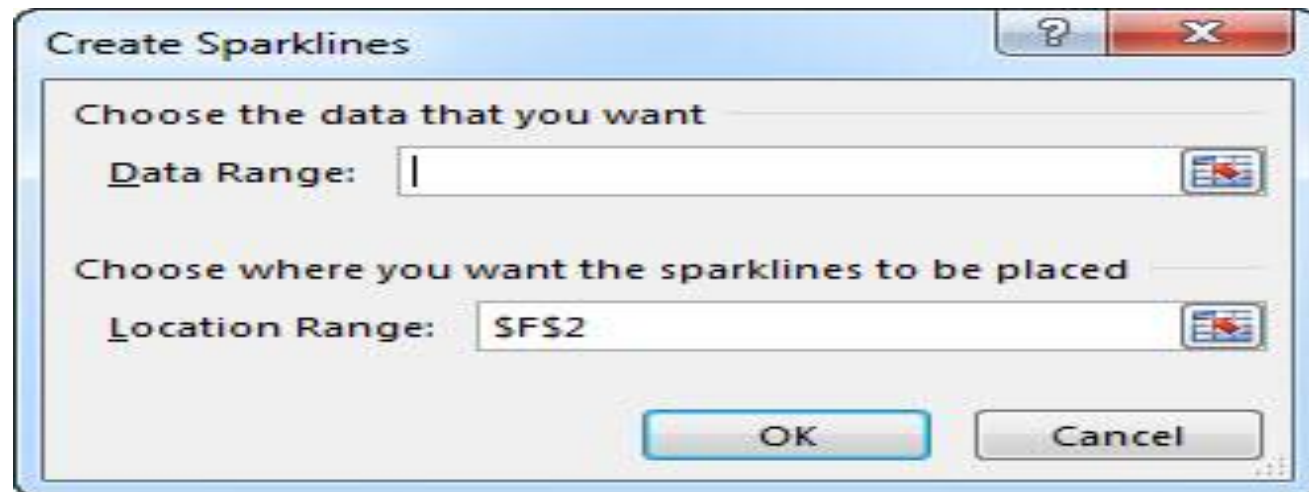 Create Sparklines
?
Choose the data that you want
Data Range:
Choose where you want the sparklines to be placed
Location Range: $F$2
OK Cancel